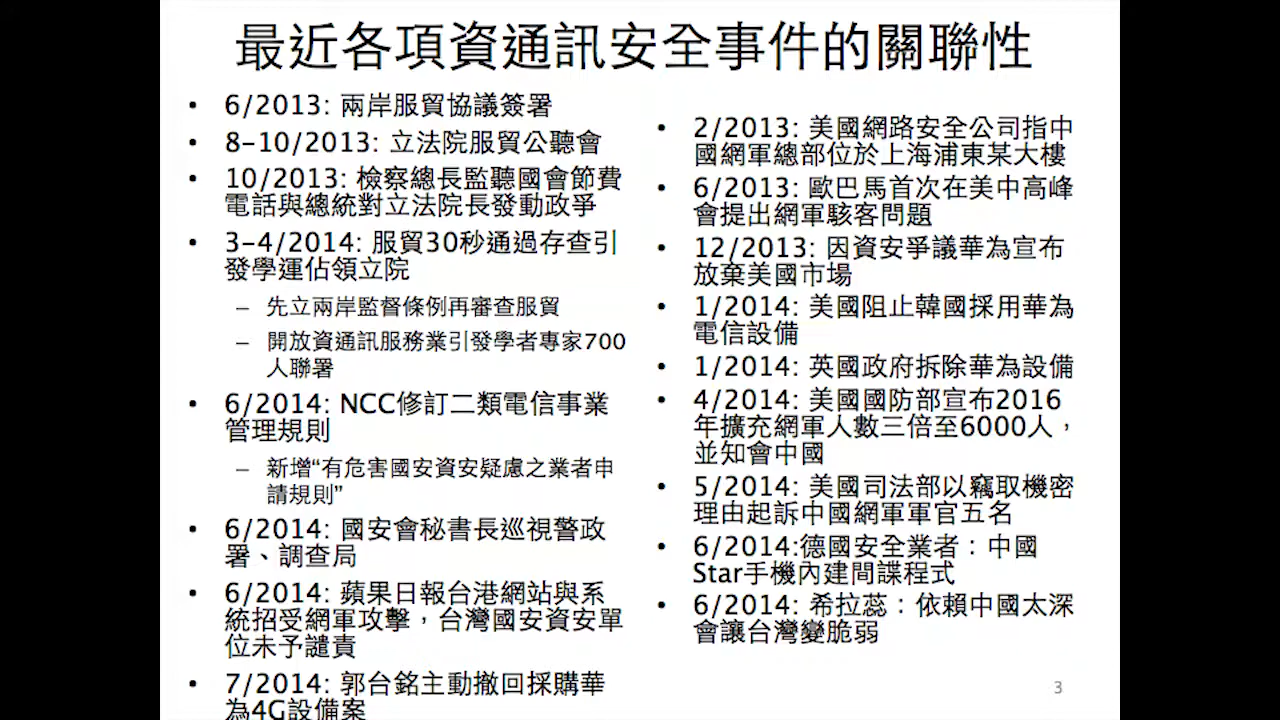 最近各項資通訊安全事件的關聯性
• 6/2013: 兩岸服貿協議簽署
• 8-10/2013: 立法院服貿公聽會
• 10/2013: 檢察總長監聽國會節費
電話與總統對立法院長發動政爭
• 3-4/2014: 服貿30秒通過存查引
發學運佔領立院
– 先立兩岸監督條例再審查服貿
– 開放資通訊服務業引發學者專家700
人聯署
• 6/2014: NCC修訂二類電信事業
管理規則
– 新增“有危害國安資安疑慮之業者申
請規則”
• 6/2014: 國安會秘書長巡視警政
署、調查局
• 6/2014: 蘋果日報台港網站與系
統招受網軍攻擊，台灣國安資安單
位未予譴責
• 7/2014: 郭台銘主動撤回採購華
為4G設備案
• 2/2013: 美國網路安全公司指中
國網軍總部位於上海浦東某大樓
• 6/2013: 歐巴馬首次在美中高峰
會提出網軍駭客問題
• 12/2013: 因資安爭議華為宣布
放棄美國市場
• 1/2014: 美國阻止韓國採用華為
電信設備
• 1/2014: 英國政府拆除華為設備
• 4/2014: 美國國防部宣布2016
年擴充網軍人數三倍至6000人，
並知會中國
• 5/2014: 美國司法部以竊取機密
理由起訴中國網軍軍官五名
• 6/2014:德國安全業者：中國
Star手機內建間諜程式
• 6/2014: 希拉蕊：依賴中國太深
會讓台灣變脆弱
3